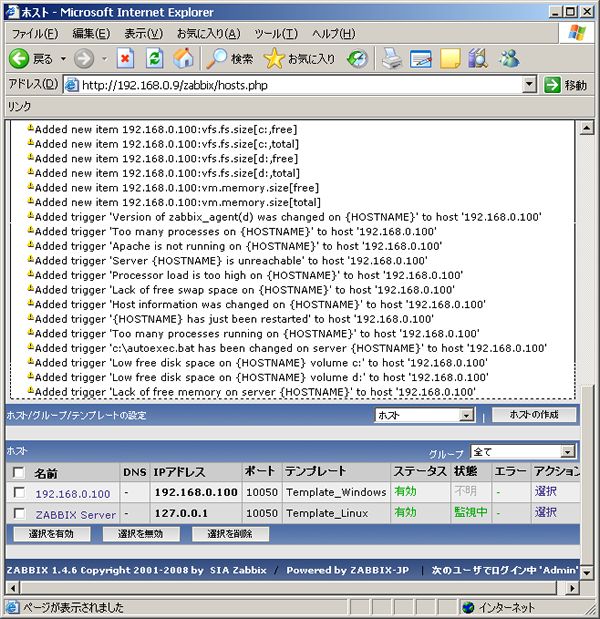 ホスト - Microsoft Internet Explorer
ファイル(F) 編集(E) 表示(V) お気に入り(A) ツール(T) ヘルプ(H)
戻る 検索 お気に入り
アドレス(D) http://192.168.0.9/zabbix/hosts.php 移動
リンク
Added new item 192.168.0.100:vfs.fs.size[c:,free]
Added new item 192.168.0.100:vfs.fs.size[c:,total]
Added new item 192.168.0.100:vfs.fs.size[d:,free]
Added new item 192.168.0.100:vfs.fs.size[d:,total]
Added new item 192.168.0.100:vm.memory.size[free]
Added new item 192.168.0.100:vm.memory.size[total]
Added trigger 'Version of zabbix_agent(d) was changed on {HOSTNAME}' to host '192.168.0.100'
Added trigger 'Too many processes on {HOSTNAME}' to host '192.168.0.100'
Added trigger 'Apache is not running on {HOSTNAME}' to host '192.168.0.100'
Added trigger 'Server {HOSTNAME} is unreachable' to host '192.168.0.100'
Added trigger 'Processor load is too high on {HOSTNAME}' to host '192.168.0.100'
Added trigger 'Lack of free swap space on {HOSTNAME}' to host '192.168.0.100'
Added trigger 'Host information was changed on {HOSTNAME}' to host '192.168.0.100'
Added trigger '{HOSTNAME} has just been restarted' to host '192.168.0.100'
Added trigger 'Too many processes running on {HOSTNAME}' to host '192.168.0.100'
Added trigger 'c:\autoexec.bat has been changed on server {HOSTNAME}' to host '192.168.0.100'
Added trigger 'Low free disk space on {HOSTNAME} volume c:' to host '192.168.0.100'
Added trigger 'Low free disk space on {HOSTNAME} volume d:' to host '192.168.0.100'
Added trigger 'Lack of free memory on server {HOSTNAME}' to host '192.168.0.100'
ホスト/グループ/テンプレートの設定 ホスト | ホストの作成
ホスト グループ 全て
名前 DNS IPアドレス ポート テンプレート ステータス 状態 エラー アクション
192.168.0.100 - 192.168.0.100 10050 Template_Windows 有効 不明 - 選択
ZABBIX Server - 127.0.0.1 10050 Template_Linux 有効 監視中 - 選択
選択を有効 選択を無効 選択を削除
ZABBIX 1.4.6 Copyright 2001-2008 by SIA Zabbix / Powered by ZABBIX-JP | 次のユーザでログイン中 'Admin'
ページが表示されました インターネット